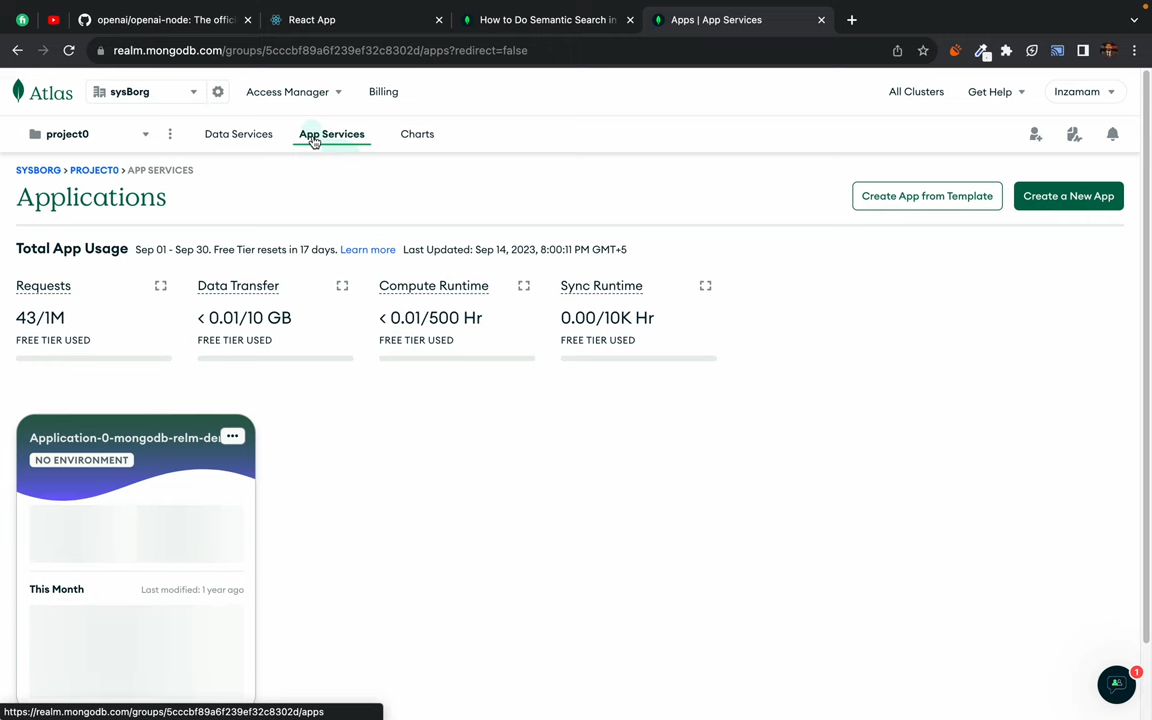 openai/openai-node: The offici
React App
How to Do Semantic Search in
Apps | App Services
realm.mongodb.com/groups/5cccbf89a6f239ef32c8302d/apps?redirect=false
Atlas
sysBorg
Access Manager
Billing
All Clusters
Get Help
Inzamam
project0
Data Services
App Services
Charts
SYSBORG > PROJECT0 > APP SERVICES
Applications
Create App from Template
Create a New App
Total App Usage Sep 01 - Sep 30. Free Tier resets in 17 days. Learn more Last Updated: Sep 14, 2023, 8:00:11 PM GMT+5
Requests
Data Transfer
Compute Runtime
Sync Runtime
43/1M
< 0.01/10 GB
< 0.01/500 Hr
0.00/10K Hr
FREE TIER USED
FREE TIER USED
FREE TIER USED
FREE TIER USED
Application-0-mongodb-relm-de
NO ENVIRONMENT
This Month
Last modified: 1 year ago
1
https://realm.mongodb.com/groups/5cccbf89a6f239ef32c8302d/apps